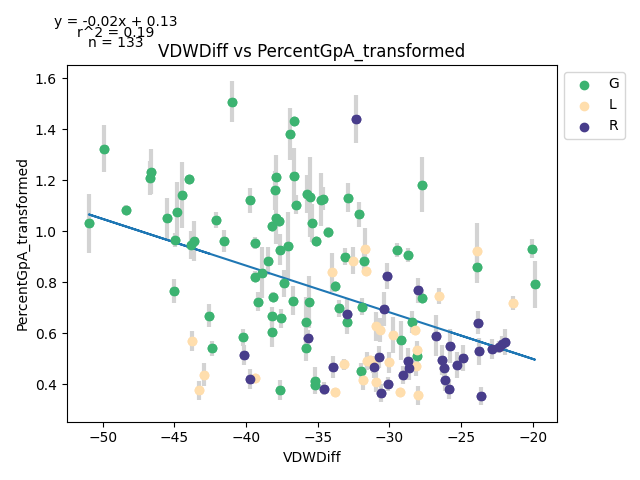 y = -0.02x + 0.13
r^2 = 0.19
n = 133
VDWDiff vs PercentGpA_transformed
1.6
1.4
1.2
1.0
0.8
0.6
0.4
PercentGpA_transformed
−50
−45
−40
−35
−30
−25
−20
VDWDiff
G
L
R